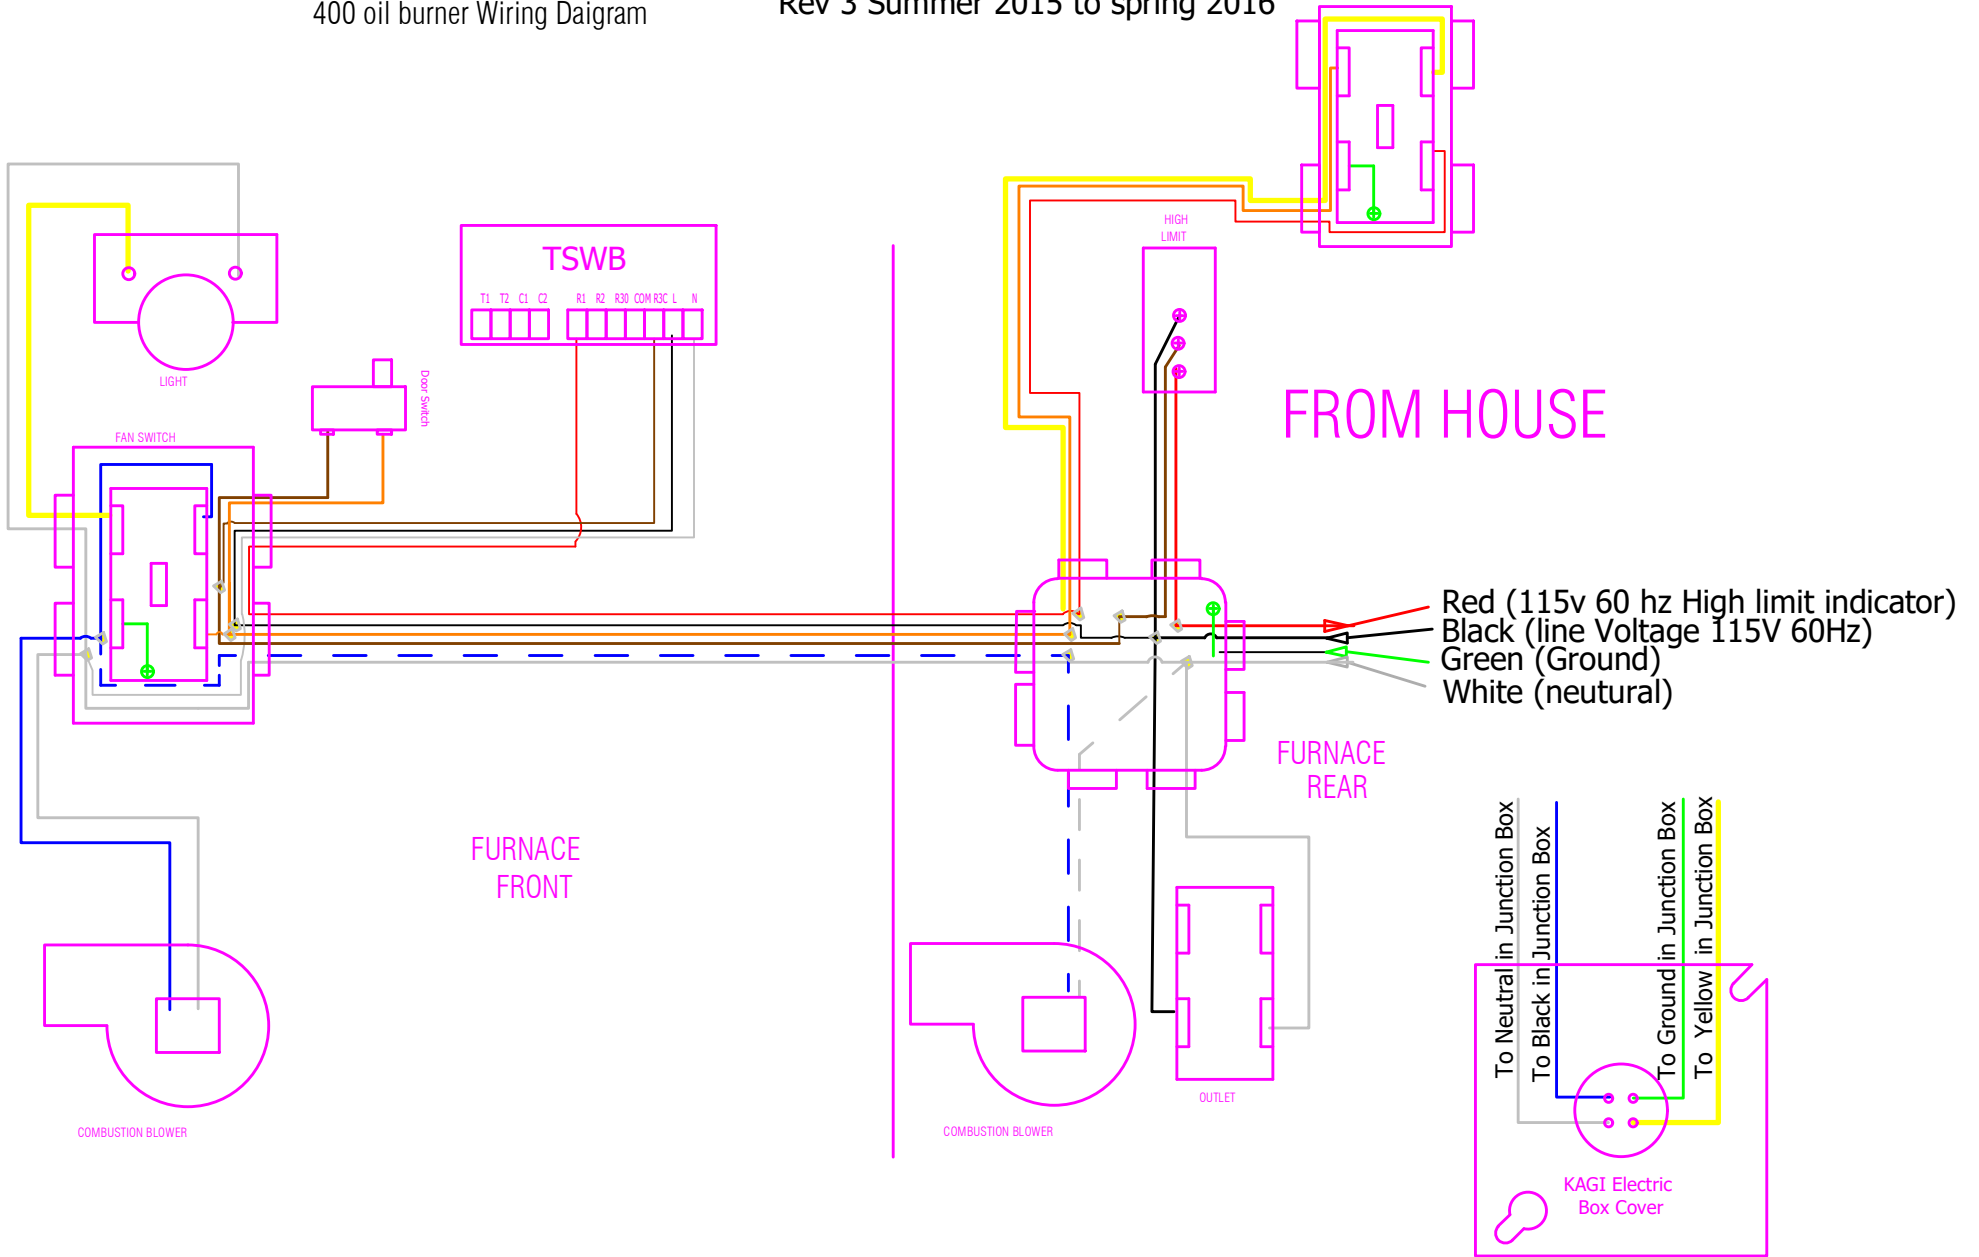 400 oil burner Wiring Daigram
Rev 3 Summer 2015 to spring 2016
HIGH
LIMIT
TSWB
T1 T2 C1 C2 R1 R2 R30 COM R3C L N
LIGHT
Door Switch
FAN SWITCH
FROM HOUSE
Red (115v 60 hz High limit indicator)
Black (line Voltage 115V 60Hz)
Green (Ground)
White (neutural)
FURNACE
REAR
FURNACE
FRONT
To Neutral in Junction Box
To Black in Junction Box
To Ground in Junction Box
To Yellow in Junction Box
OUTLET
COMBUSTION BLOWER
COMBUSTION BLOWER
KAGI Electric
Box Cover